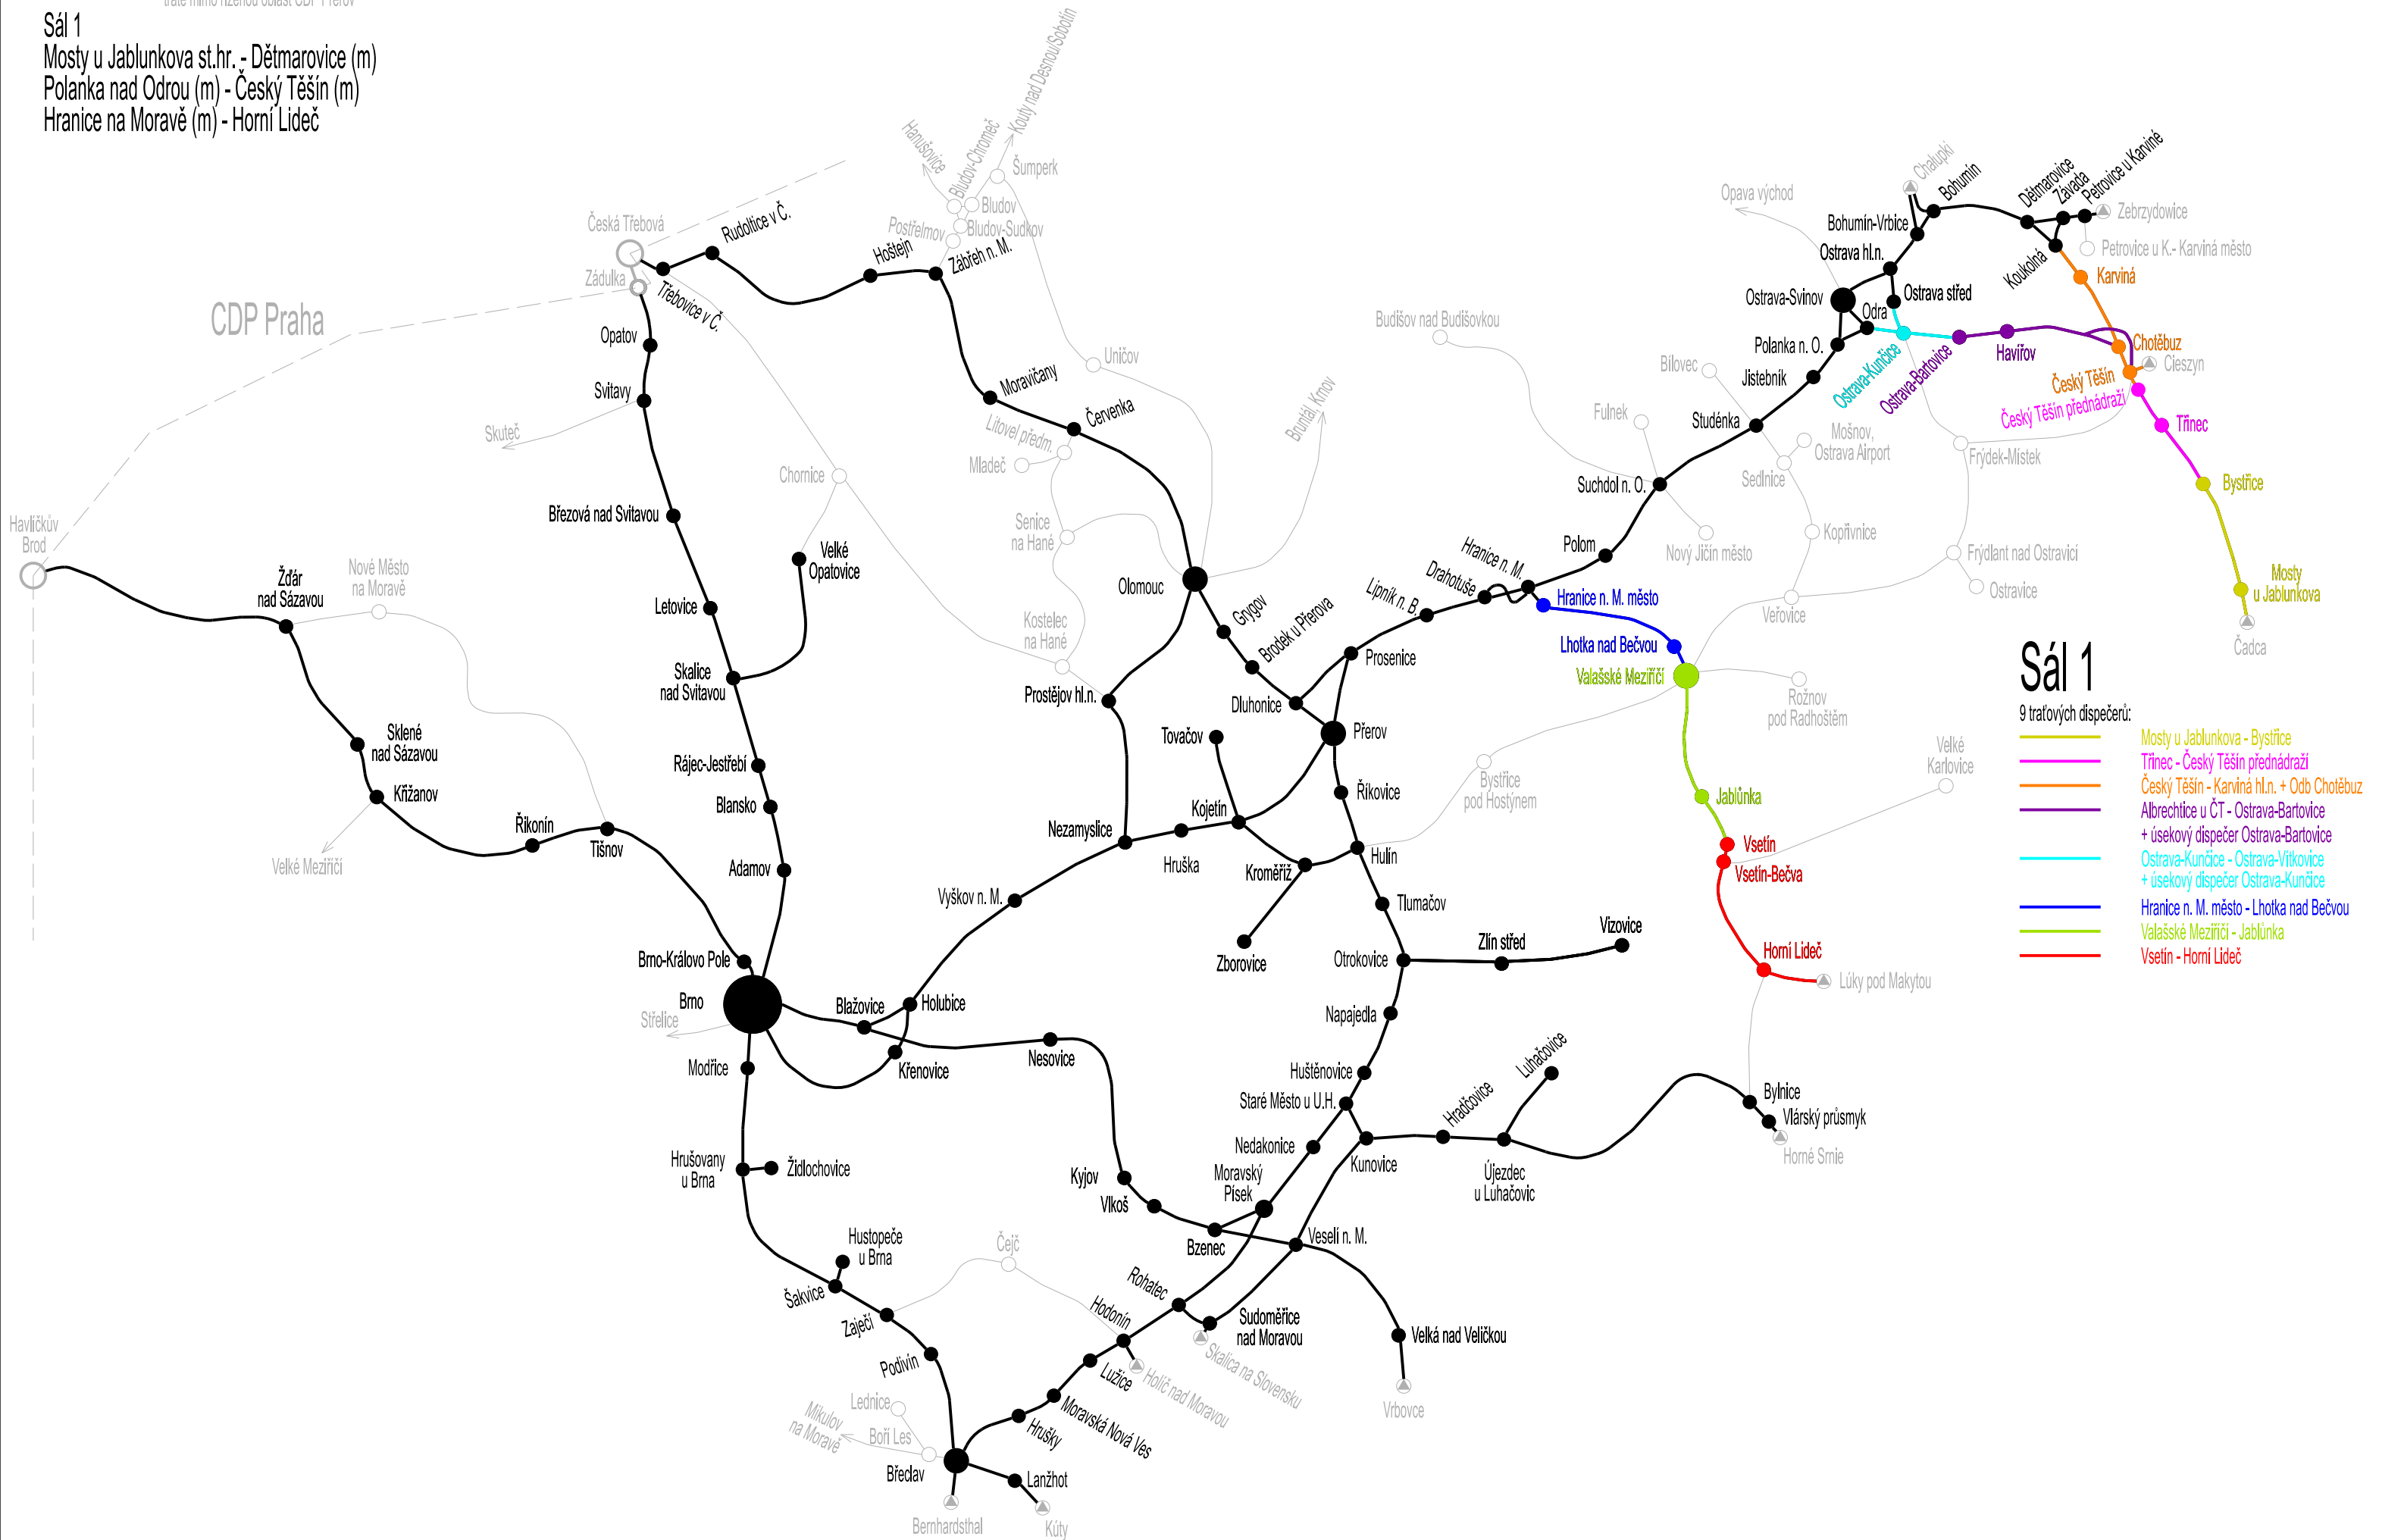 tratě mimo řízenou oblast CDP Přerov
Sál 1
Mosty u Jablunkova st.hr. - Dětmarovice (m)
Polanka nad Odrou (m) - Český Těšín (m)
Hranice na Moravě (m) - Horní Lideč
Kouty nad Desnou/Sobotín
Hanušovice
Bludov-Chromeč
Šumperk
Bludov
Bludov-Sudkov
Postřelmov
Česká Třebová
Rudoltice v Č.
Hoštejn
Zábřeh n. M.
Zádulka
Třebovice v Č.
CDP Praha
Opatov
Svitavy
Skuteč
Moravičany
Červenka
Uničov
Litovel předm.
Mladeč
Bruntál, Krnov
Chornice
Březová nad Svitavou
Velké
Opatovice
Senice
na Hané
Olomouc
Havlíčkův
Brod
Žďár
nad Sázavou
Nové Město
na Moravě
Letovice
Kostelec
na Hané
Grygov
Brodek u Přerova
Skalice
nad Svitavou
Prostějov hl.n.
Dluhonice
Prosenice
Přerov
Lipník n. B.
Drahotuše
Hranice n. M.
Polom
Suchdol n. O.
Nový Jičín město
Fulnek
Budišov nad Budišovkou
Bílovec
Studénka
Mošnov,
Ostrava Airport
Sedlnice
Kopřivnice
Veřovice
Jistebník
Polanka n. O.
Odra
Ostrava-Svinov
Ostrava střed
Ostrava hl.n.
Opava východ
Bohumín-Vrbice
Chałupki
Bohumín
Dětmarovice
Závada
Petrovice u Karviné
Zebrzydowice
Petrovice u K.- Karviná město
Koukolná
Karviná
Chotěbuz
Cieszyn
Český Těšín
Český Těšín přednádraží
Třinec
Bystřice
Mosty
u Jablunkova
Čadca
Ostrava-Kunčice
Ostrava-Bartovice
Havířov
Frýdek-Místek
Frýdlant nad Ostravicí
Ostravice
Hranice n. M. město
Lhotka nad Bečvou
Valašské Meziříčí
Rožnov
pod Radhoštěm
Velké
Karlovice
Bystřice
pod Hostýnem
Jablůnka
Vsetín
Vsetín-Bečva
Horní Lideč
Lúky pod Makytou
Sál 1
9 traťových dispečerů:
Mosty u Jablunkova - Bystřice
Třinec - Český Těšín přednádraží
Český Těšín - Karviná hl.n. + Odb Chotěbuz
Albrechtice u ČT - Ostrava-Bartovice
+ úsekový dispečer Ostrava-Bartovice
Ostrava-Kunčice - Ostrava-Vítkovice
+ úsekový dispečer Ostrava-Kunčice
Hranice n. M. město - Lhotka nad Bečvou
Valašské Meziříčí - Jablůnka
Vsetín - Horní Lideč
Sklené
nad Sázavou
Křižanov
Velké Meziříčí
Řikonín
Tišnov
Rájec-Jestřebí
Blansko
Adamov
Brno-Královo Pole
Brno
Střelice
Tovačov
Kojetín
Říkovice
Nezamyslice
Hruška
Kroměříž
Hulín
Vyškov n. M.
Zborovice
Tlumačov
Otrokovice
Zlín střed
Vizovice
Blažovice
Holubice
Křenovice
Nesovice
Modřice
Napajedla
Huštěnovice
Staré Město u U.H.
Hradčovice
Luhačovice
Bylnice
Vlárský průsmyk
Horné Srnie
Nedakonice
Kunovice
Újezdec
u Luhačovic
Hrušovany
u Brna
Židlochovice
Kyjov
Vlkoš
Moravský
Písek
Bzenec
Veselí n. M.
Hustopeče
u Brna
Čejč
Šakvice
Zaječí
Rohatec
Hodonín
Sudoměřice
nad Moravou
Velká nad Veličkou
Skalica na Slovensku
Holíč nad Moravou
Vrbovce
Podivín
Lužice
Moravská Nová Ves
Hrušky
Lednice
Mikulov
na Moravě
Boří Les
Břeclav
Lanžhot
Bernhardsthal
Kúty